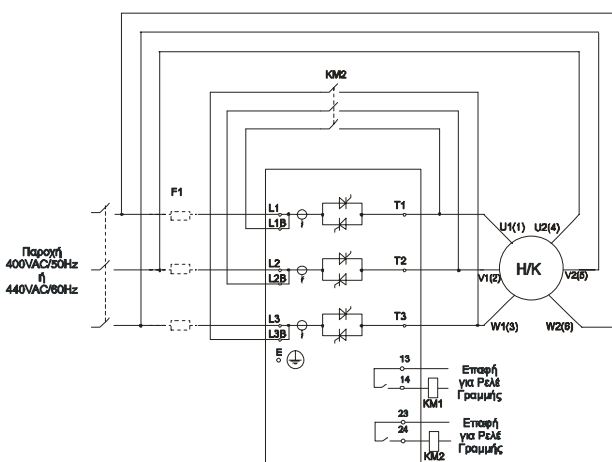 KM2
F1
L1
T1
L1B
U1(1)
U2(4)
Παροχή
400VAC/50Hz
ή
440VAC/60Hz
L2
T2
L2B
V1(2)
Η/Κ
V2(5)
L3
T3
L3B
W1(3)
W2(6)
E
13
14
KM1
Επαφή
για Ρελέ
Γραμμής
23
24
KM2
Επαφή
για Ρελέ
Γραμμής